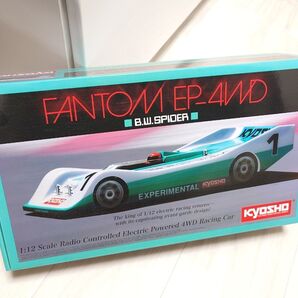 FANTOM EP-4WD
B.W.SPIDER
KYOSHO
1
1
EXPERIMENTAL KYOSHO
The king of 1/12 electric racing returns
with its captivating avant-garde design.
KYOSHO
1:12 Scale Radio Controlled Electric Powered 4WD Racing Car